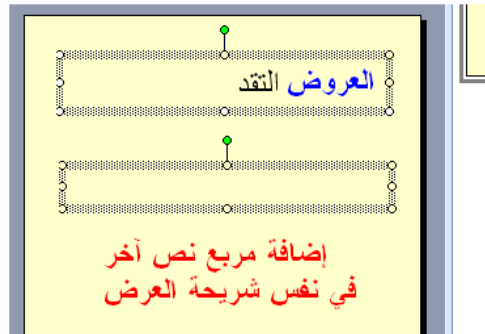 العروض التقد
إضافة مربع نص آخر
في نفس شريحة العرض